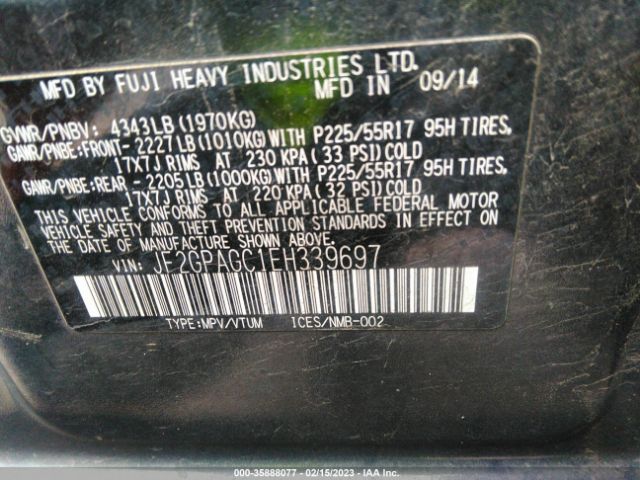 MFD BY FUJI HEAVY INDUSTRIES LTD.
MFD IN 09/14
GVWR/PNBV: 4343LB(1970KG)
GAWR/PNBE:FRONT- 2227LB(1010KG)WITH P225/55R17 95H TIRES,
17X7J RIMS AT 230 KPA(33 PSI)COLD
GAWR/PNBE:REAR - 2205LB(1000KG)WITH P225/55R17 95H TIRES,
17X7J RIMS AT 220 KPA(32 PSI)COLD
THIS VEHICLE CONFORMS TO ALL APPLICABLE FEDERAL MOTOR
VEHICLE SAFETY AND THEFT PREVENTION STANDARDS IN EFFECT ON
THE DATE OF MANUFACTURE SHOWN ABOVE.
VIN: JF2GPAGC1EH339697
TYPE:MPV/VTUM ICES/NMB-002
000-35888077 - 02/15/2023 - IAA Inc.